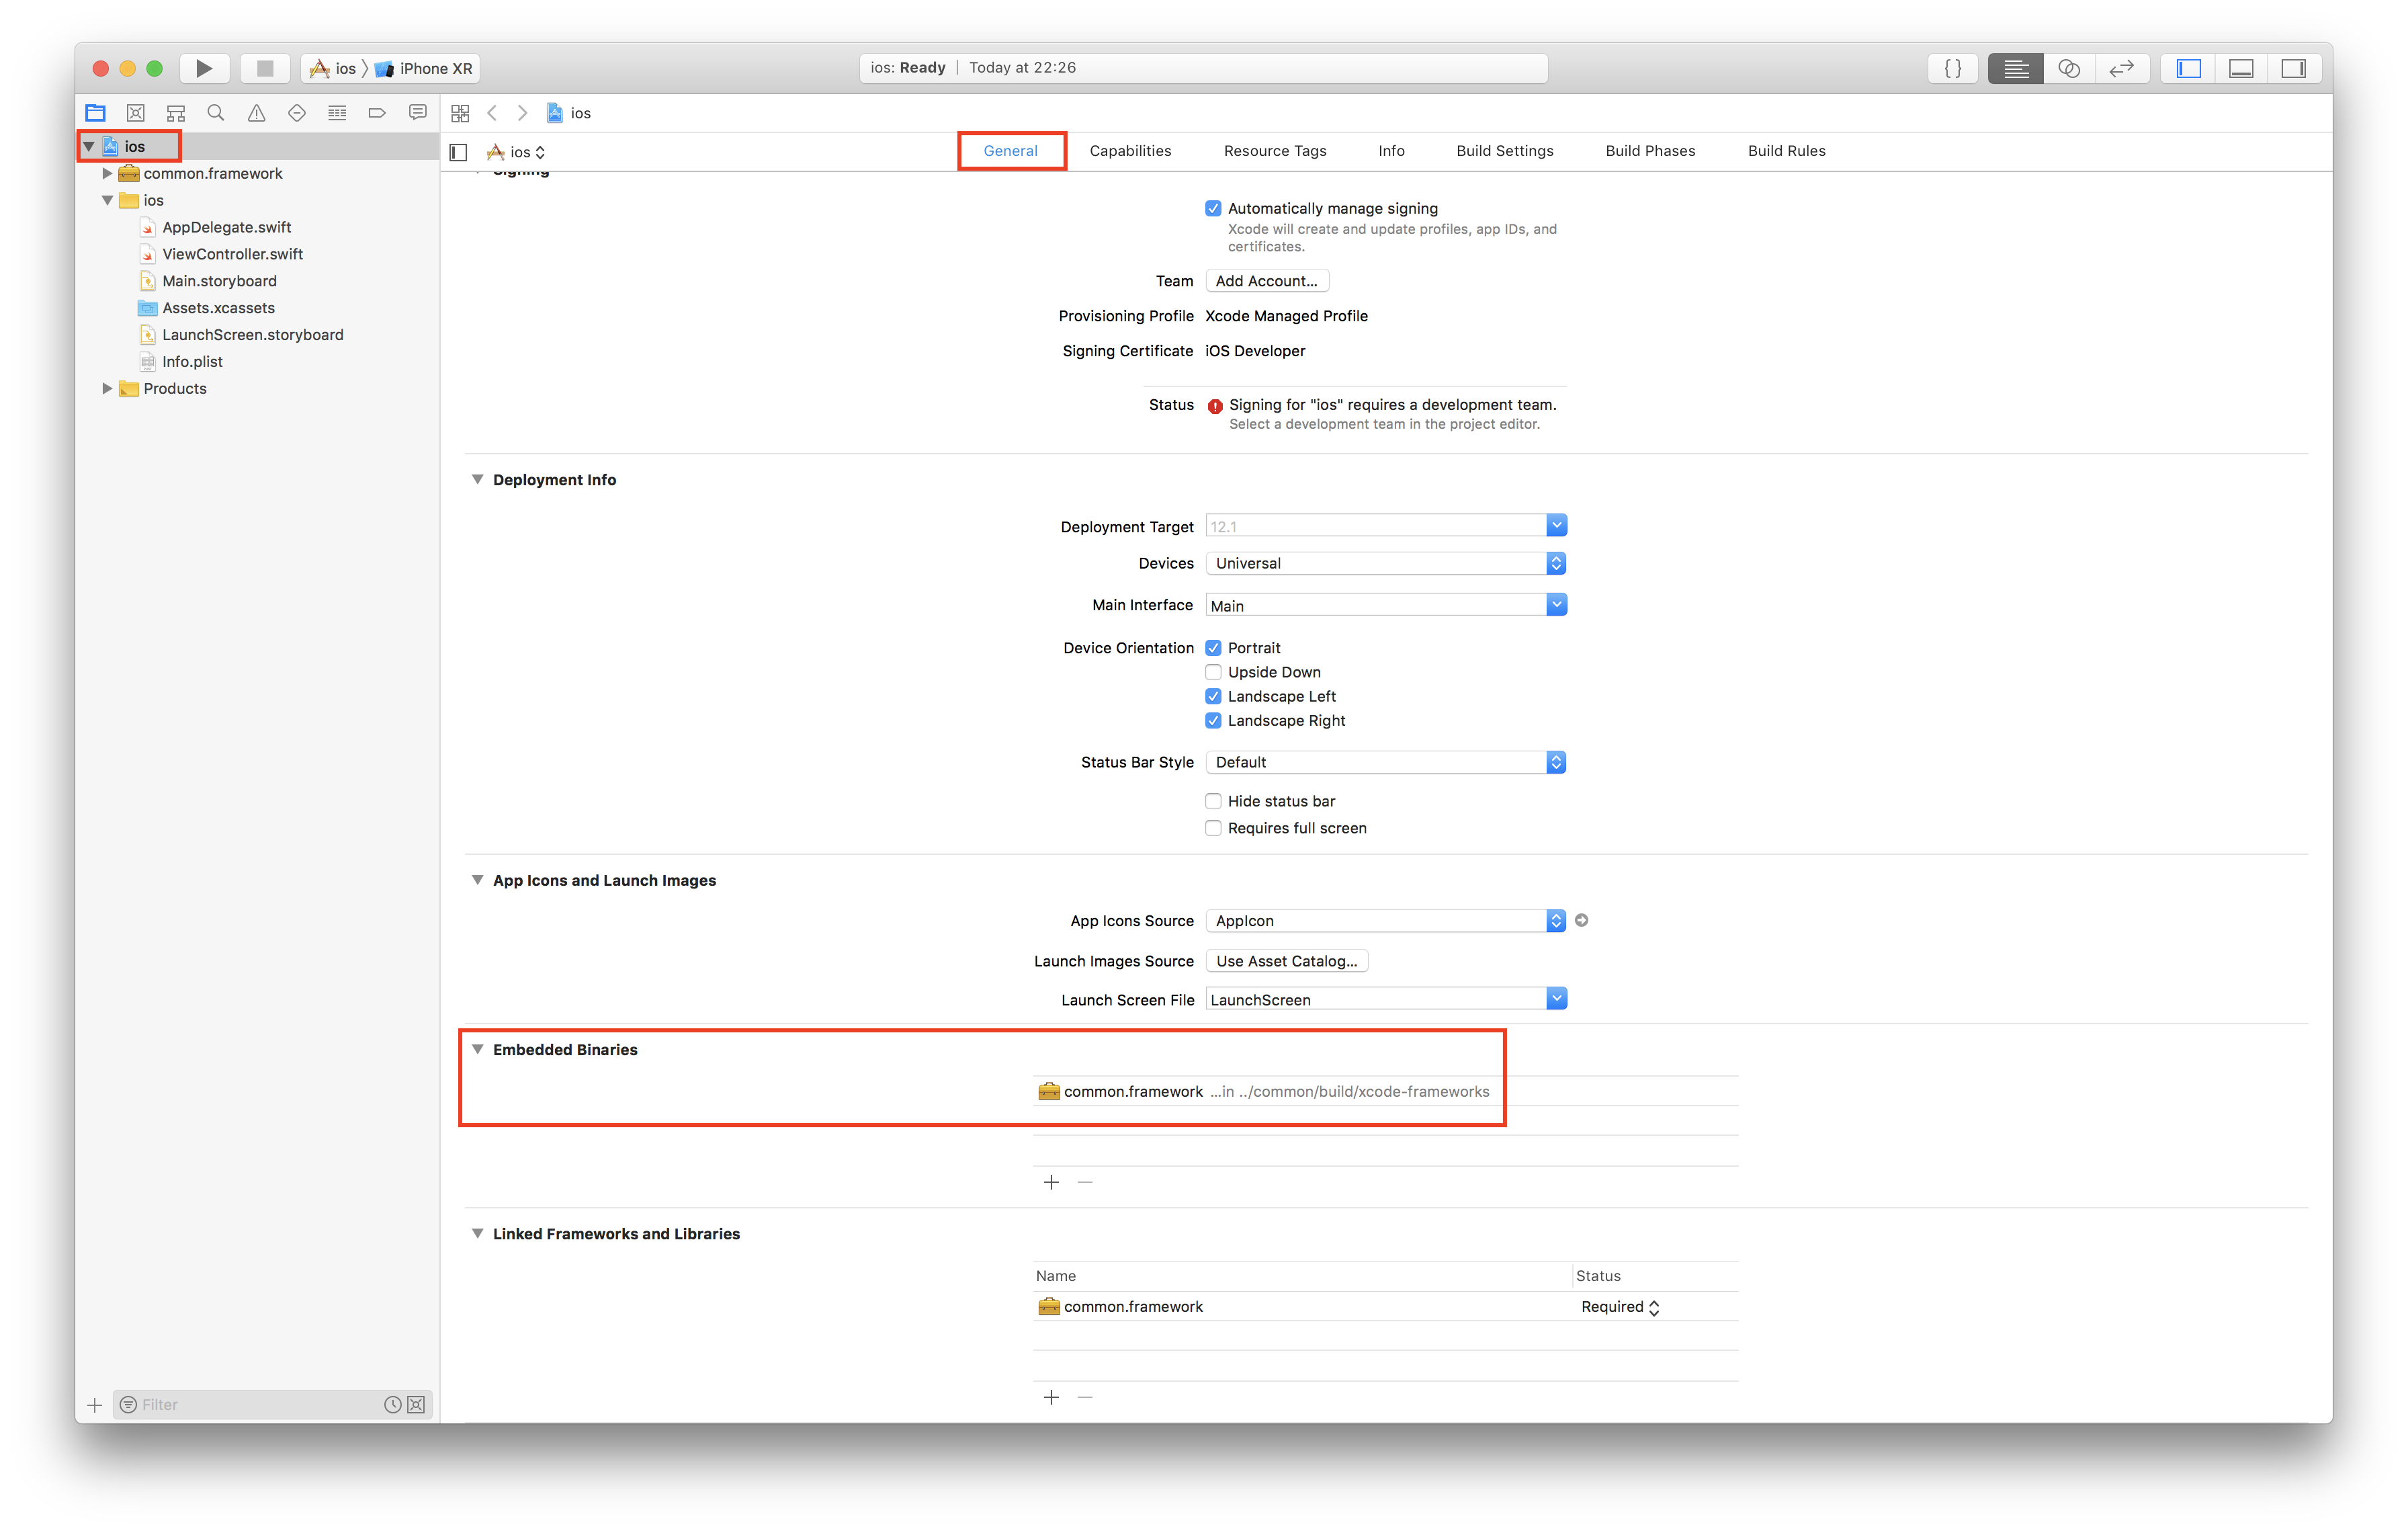 ios
iPhone XR
ios: Ready | Today at 22:26
ios
ios
common.framework
ios
AppDelegate.swift
ViewController.swift
Main.storyboard
Assets.xcassets
LaunchScreen.storyboard
Info.plist
Products
Filter
ios
General
Capabilities
Resource Tags
Info
Build Settings
Build Phases
Build Rules
Signing
Automatically manage signing
Xcode will create and update profiles, app IDs, and
certificates.
Team
Add Account...
Provisioning Profile
Xcode Managed Profile
Signing Certificate
iOS Developer
Status
Signing for "ios" requires a development team.
Select a development team in the project editor.
Deployment Info
Deployment Target
12.1
Devices
Universal
Main Interface
Main
Device Orientation
Portrait
Upside Down
Landscape Left
Landscape Right
Status Bar Style
Default
Hide status bar
Requires full screen
App Icons and Launch Images
App Icons Source
AppIcon
Launch Images Source
Use Asset Catalog...
Launch Screen File
LaunchScreen
Embedded Binaries
common.framework ...in ../common/build/xcode-frameworks
Linked Frameworks and Libraries
Name
Status
common.framework
Required